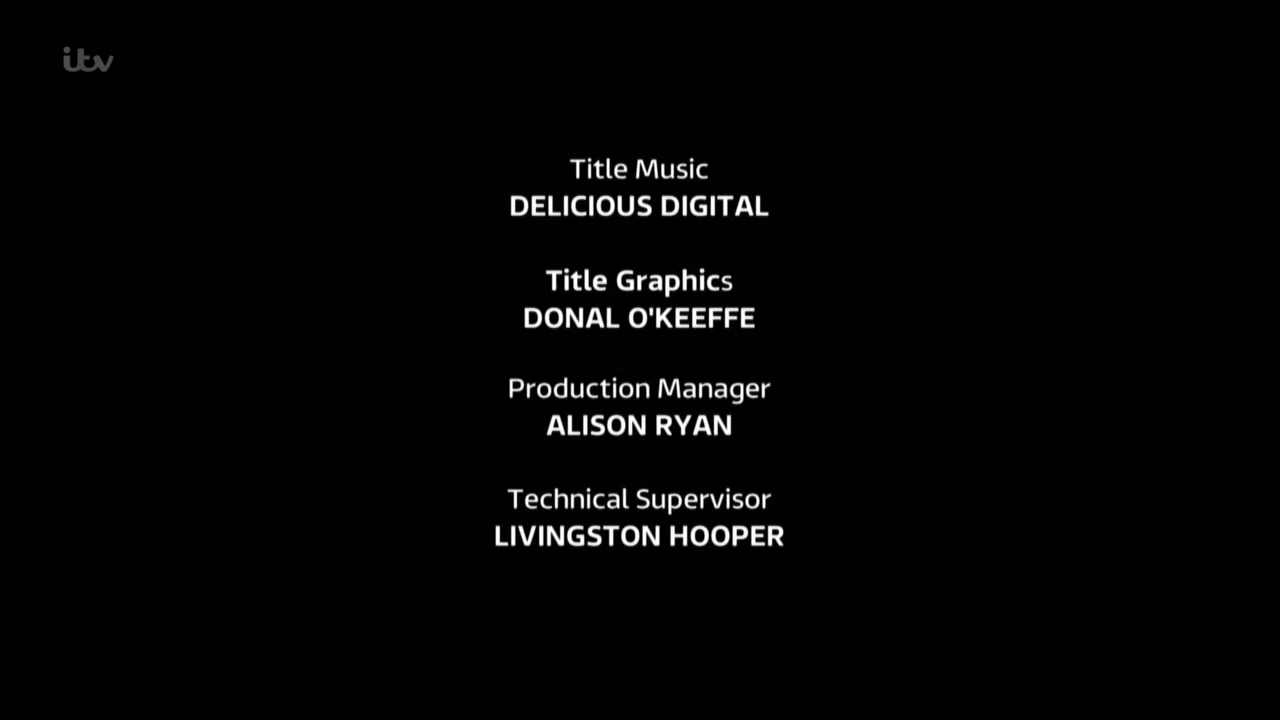 itv
Title Music
DELICIOUS DIGITAL
Title Graphics
DONAL O'KEEFFE
Production Manager
ALISON RYAN
Technical Supervisor
LIVINGSTON HOOPER